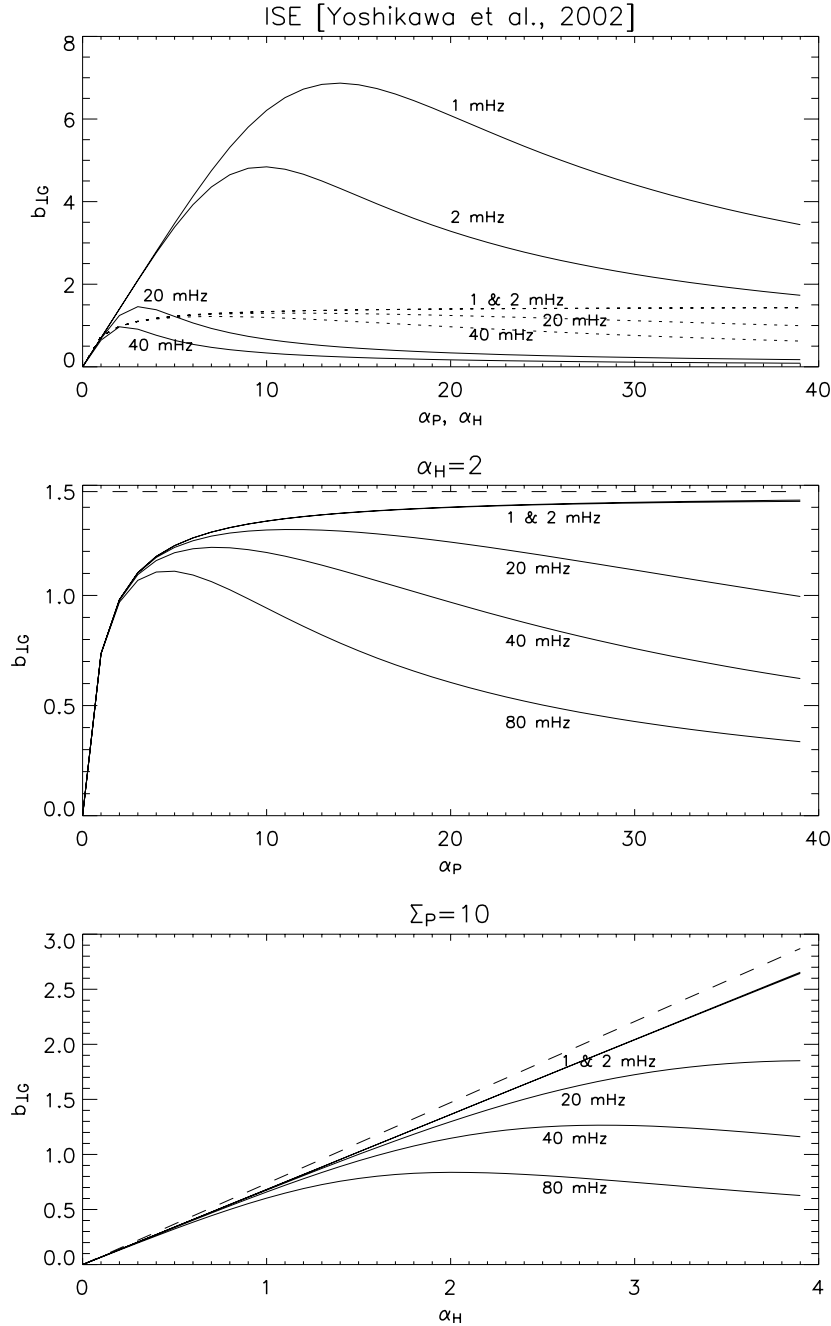 ISE [Yoshikawa et al., 2002]
8
6
4
2
0
b⊥G
1 mHz
2 mHz
20 mHz
40 mHz
1 & 2 mHz
20 mHz
40 mHz
0 10 20 30 40
αP, αH
αH=2
1.5
1.0
0.5
0.0
b⊥G
1 & 2 mHz
20 mHz
40 mHz
80 mHz
0 10 20 30 40
αP
ΣP=10
3.0
2.5
2.0
1.5
1.0
0.5
0.0
b⊥G
1 & 2 mHz
20 mHz
40 mHz
80 mHz
0 1 2 3 4
αH